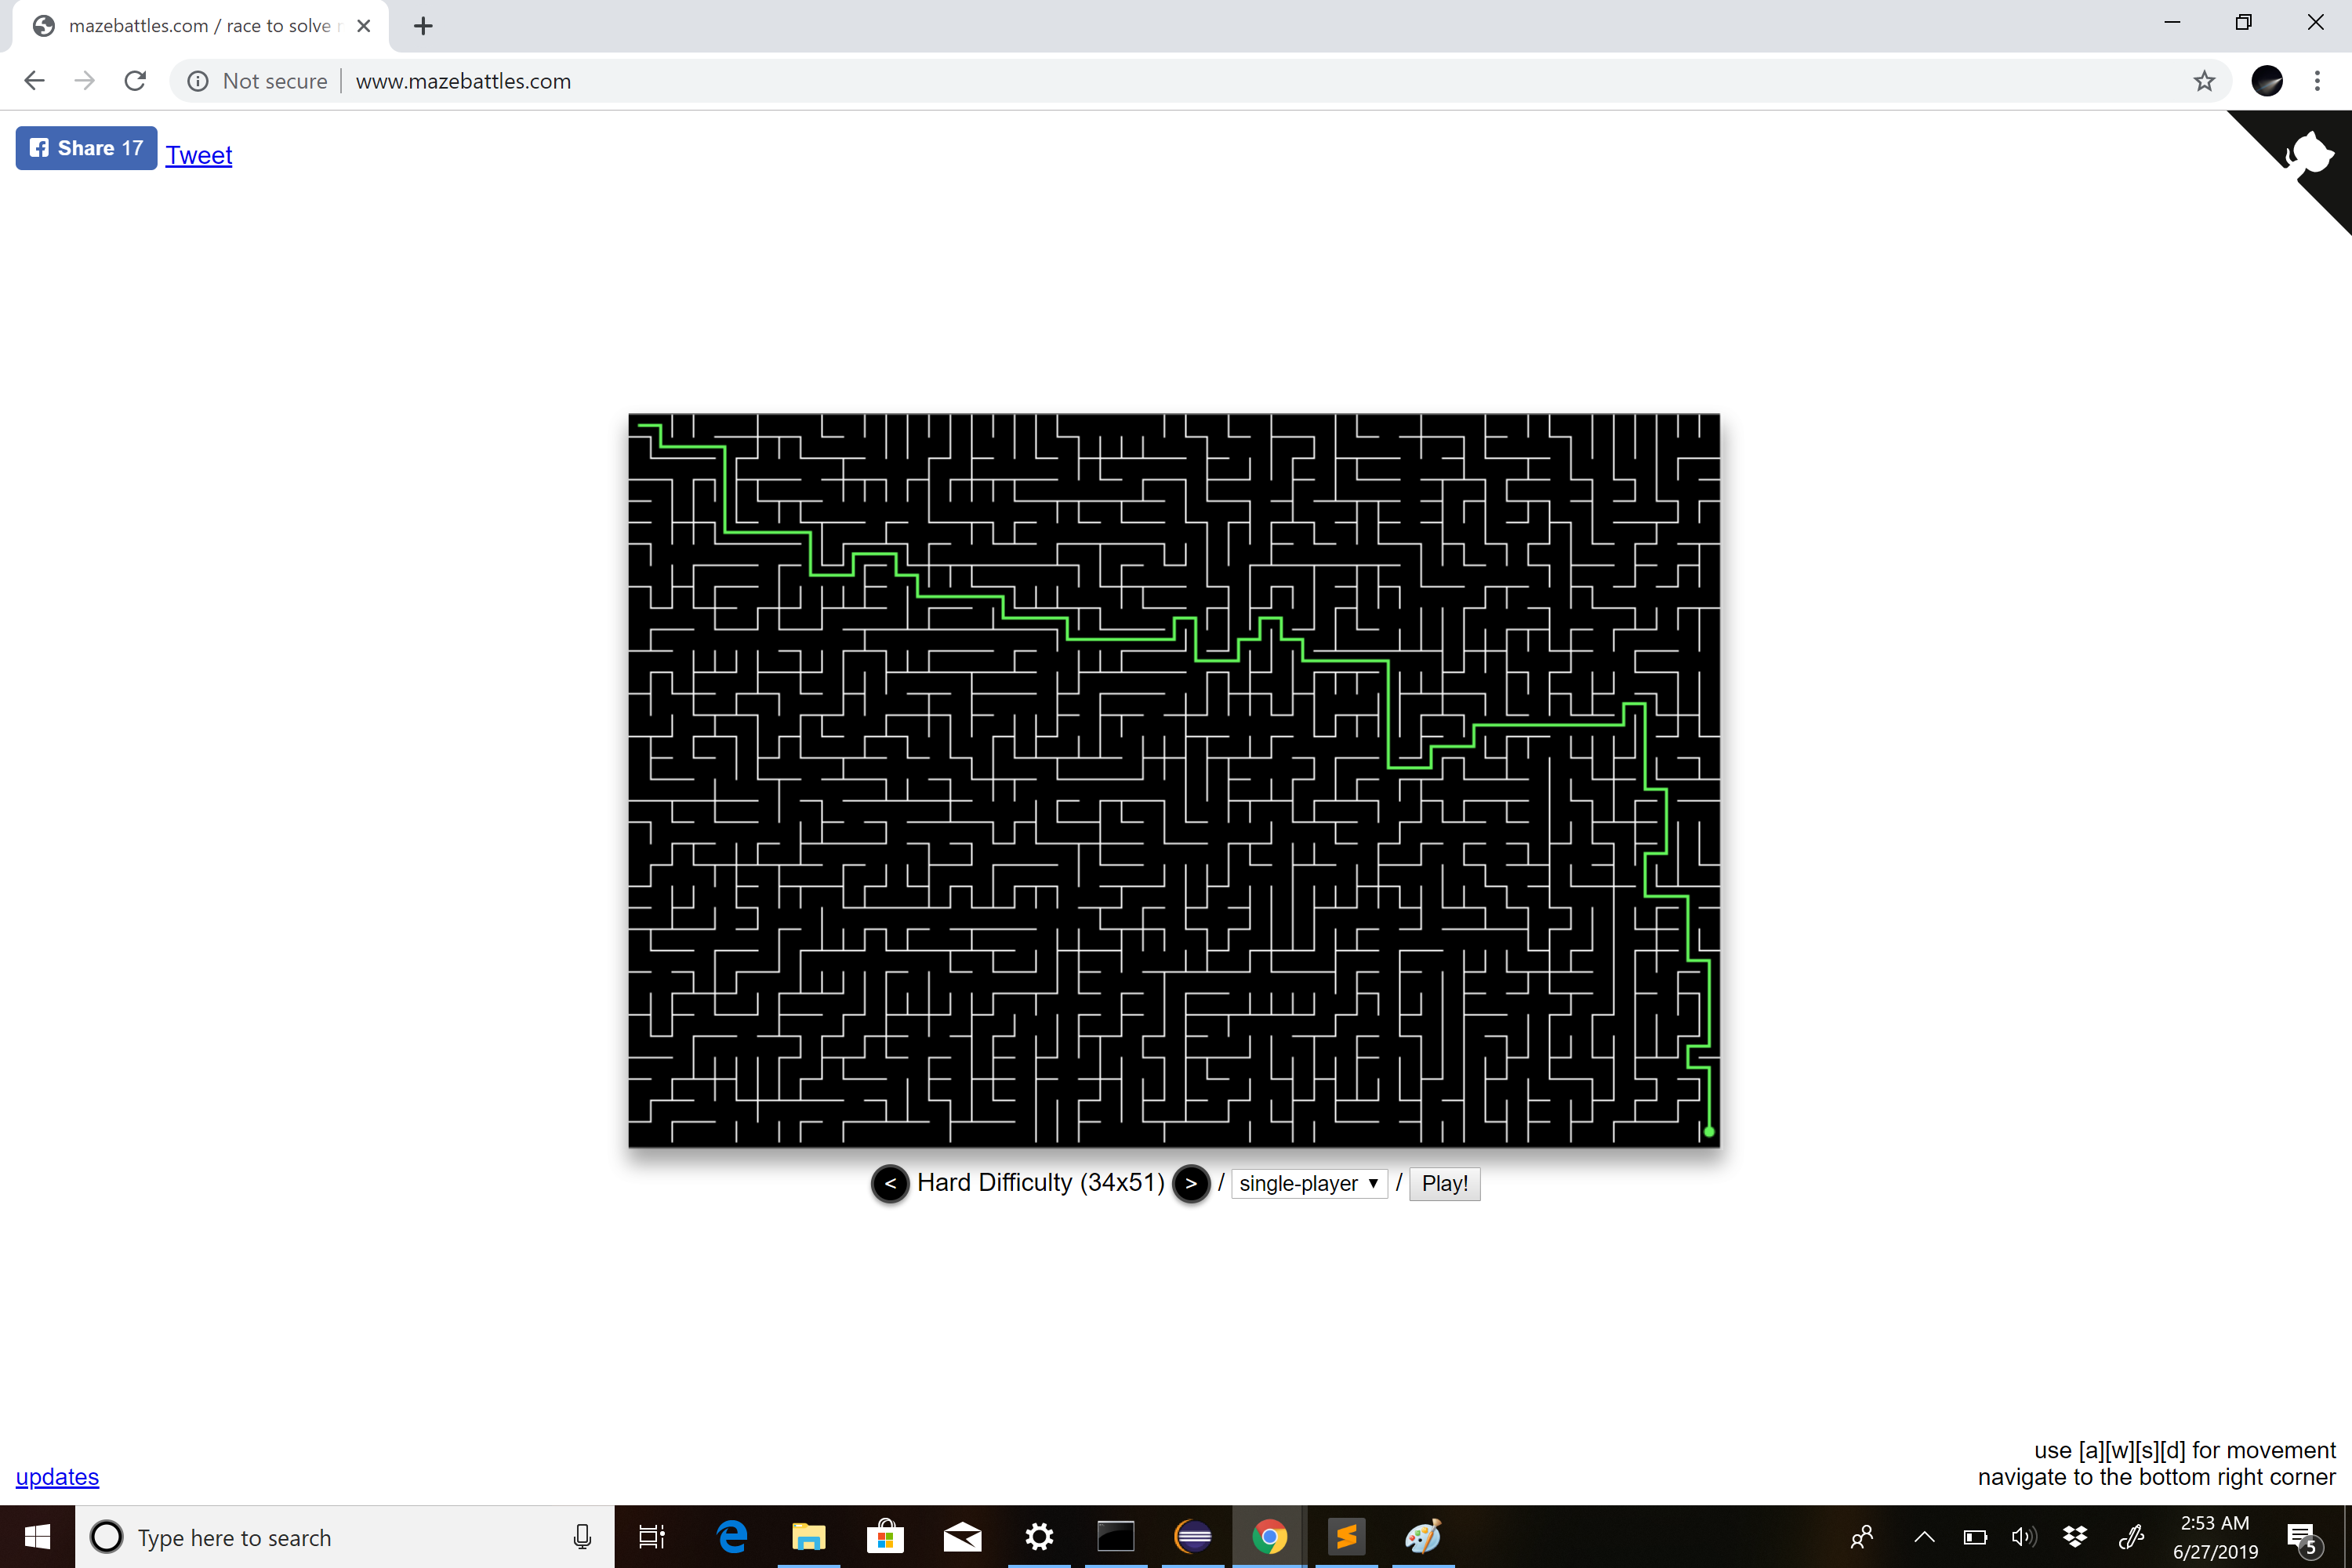 mazebattles.com / race to solve
Not secure
www.mazebattles.com
Share 17
Tweet
< Hard Difficulty (34x51) > / single-player ▼ / Play!
use [a][w][s][d] for movement
navigate to the bottom right corner
updates
Type here to search
2:53 AM
6/27/2019
5